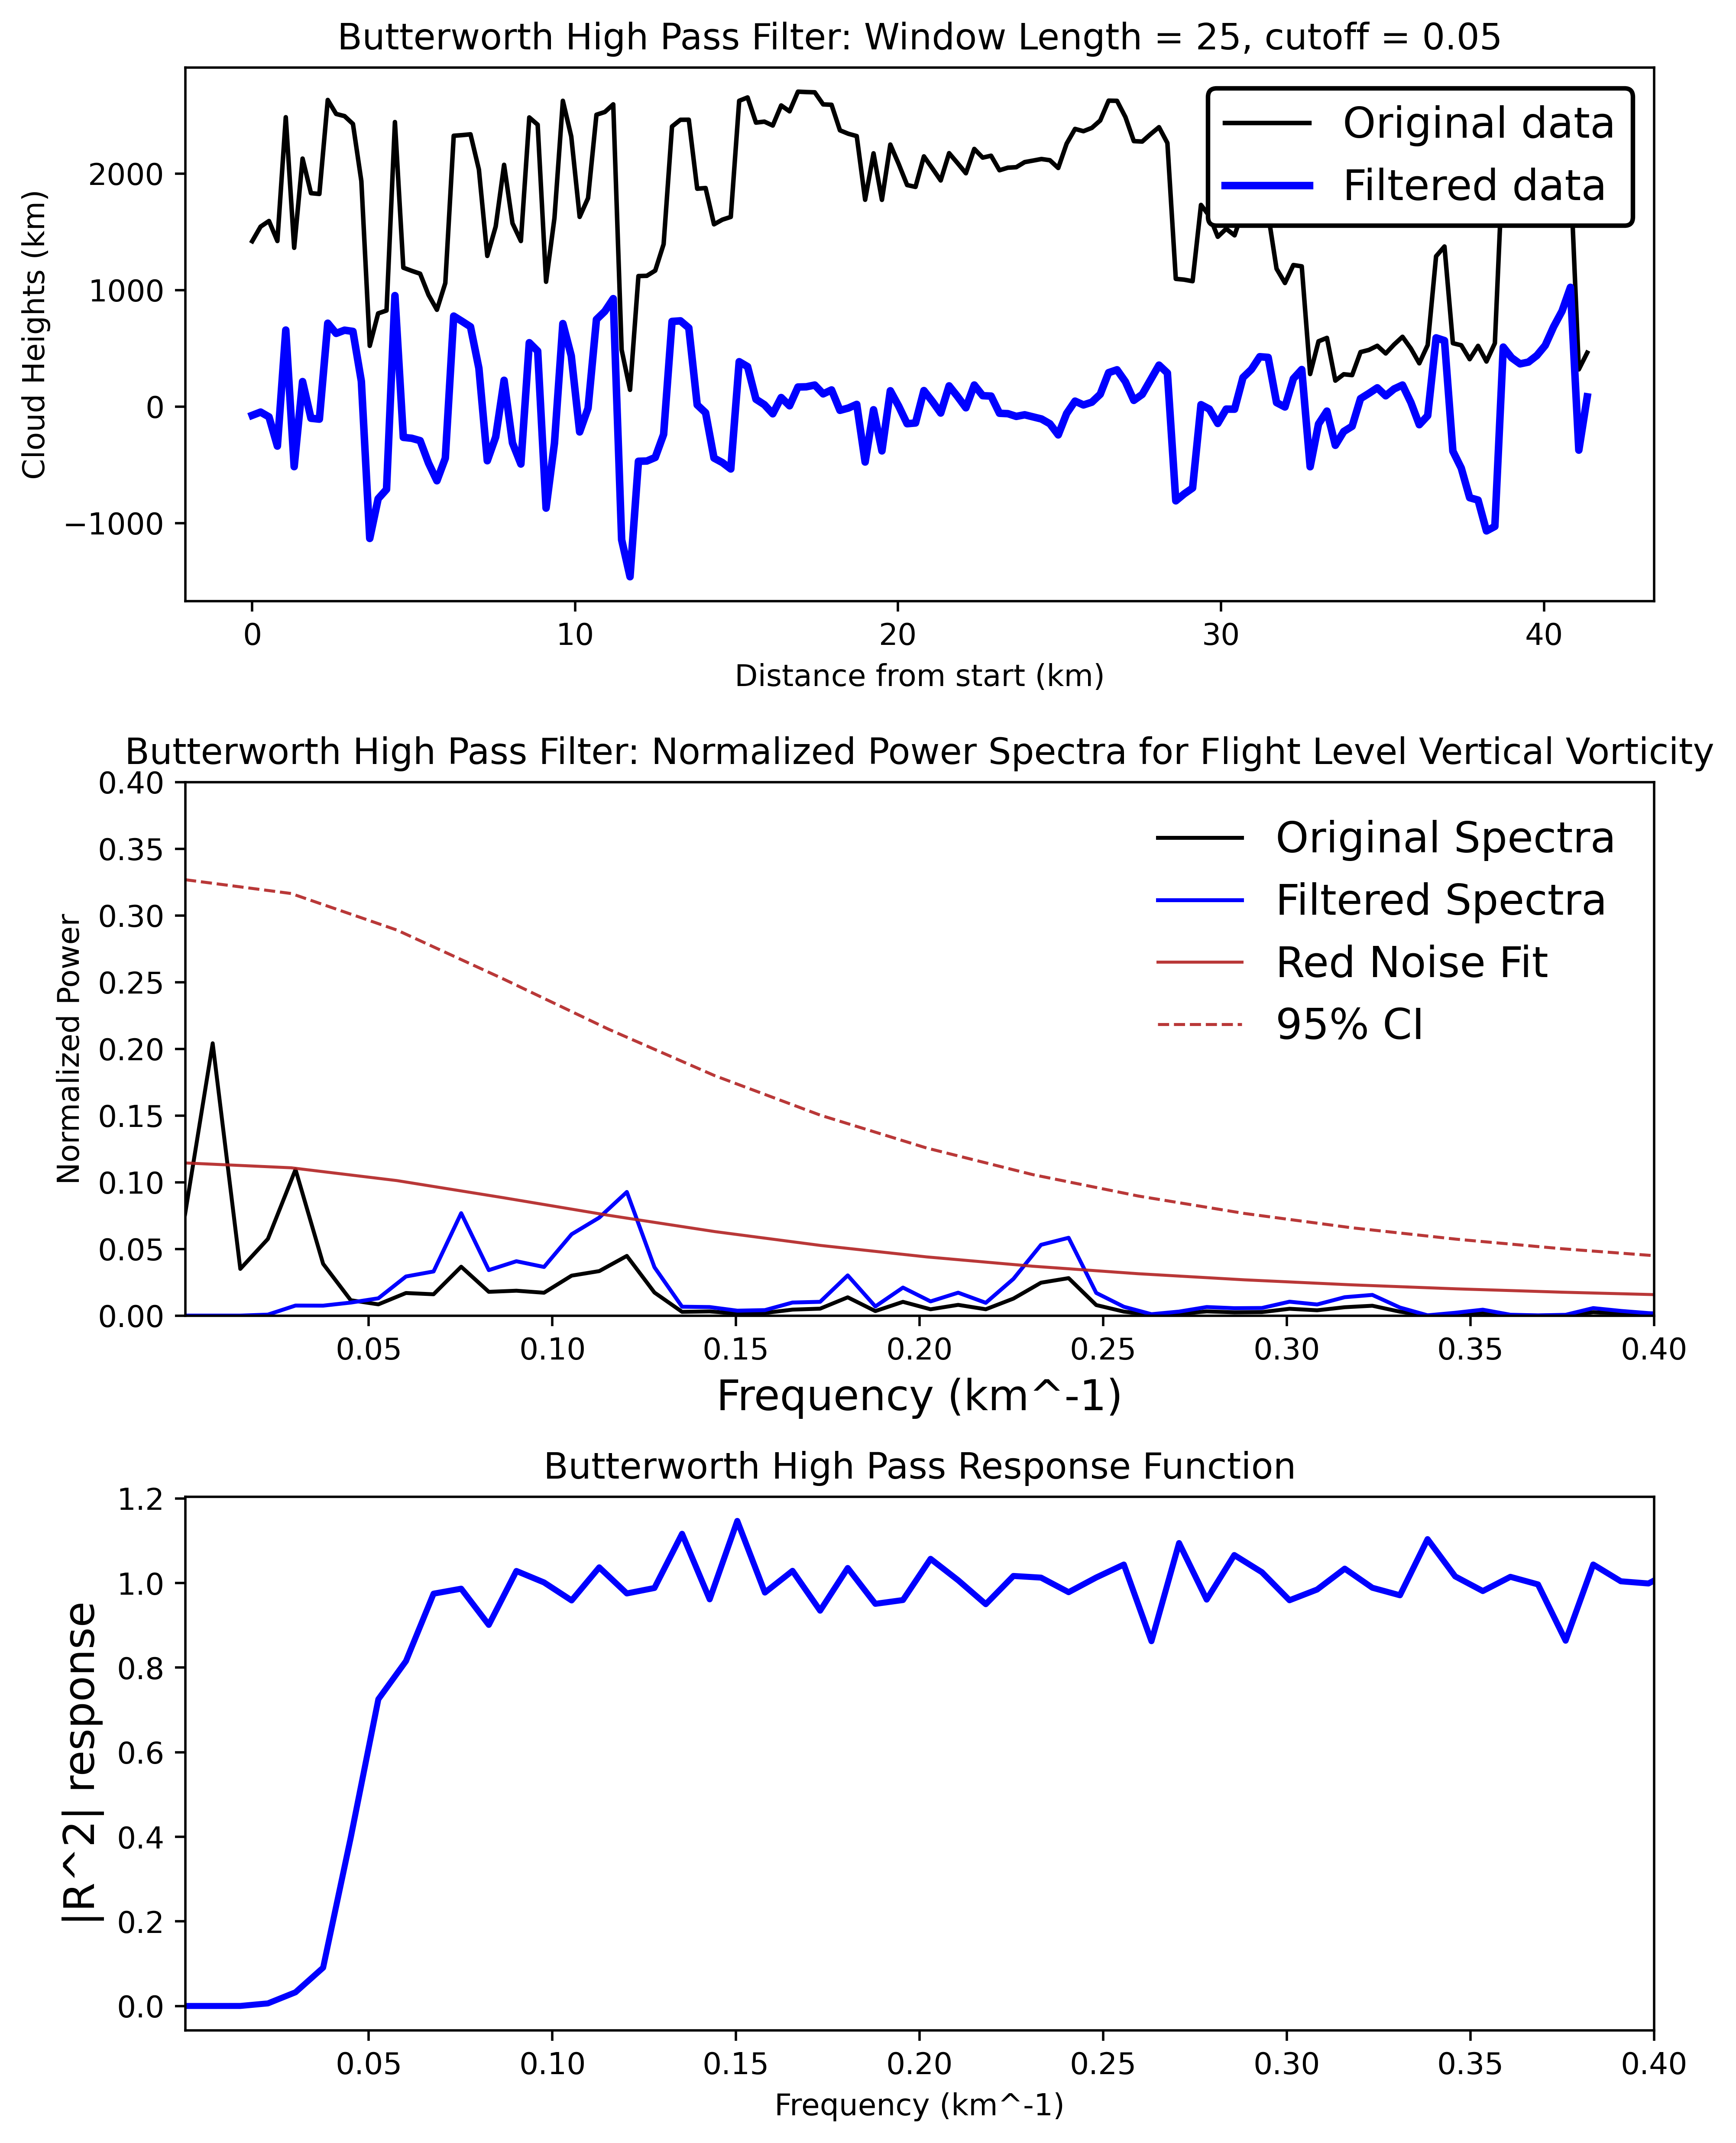 Butterworth High Pass Filter: Window Length = 25, cutoff = 0.05
Original data
Filtered data
2000
1000
0
−1000
Cloud Heights (km)
0 10 20 30 40
Distance from start (km)
Butterworth High Pass Filter: Normalized Power Spectra for Flight Level Vertical Vorticity
0.40
0.35
0.30
0.25
0.20
0.15
0.10
0.05
0.00
Normalized Power
Original Spectra
Filtered Spectra
Red Noise Fit
95% CI
0.05 0.10 0.15 0.20 0.25 0.30 0.35 0.40
Frequency (km^-1)
Butterworth High Pass Response Function
1.2
1.0
0.8
0.6
0.4
0.2
0.0
|R^2| response
0.05 0.10 0.15 0.20 0.25 0.30 0.35 0.40
Frequency (km^-1)